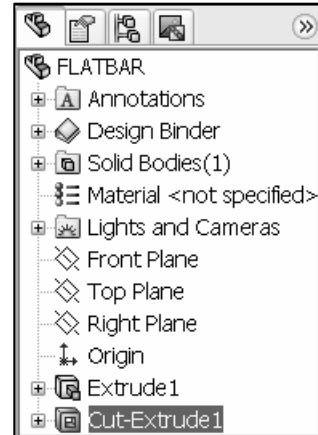 FLATBAR
Annotations
Design Binder
Solid Bodies(1)
Material <not specified>
Lights and Cameras
Front Plane
Top Plane
Right Plane
Origin
Extrude1
Cut-Extrude1